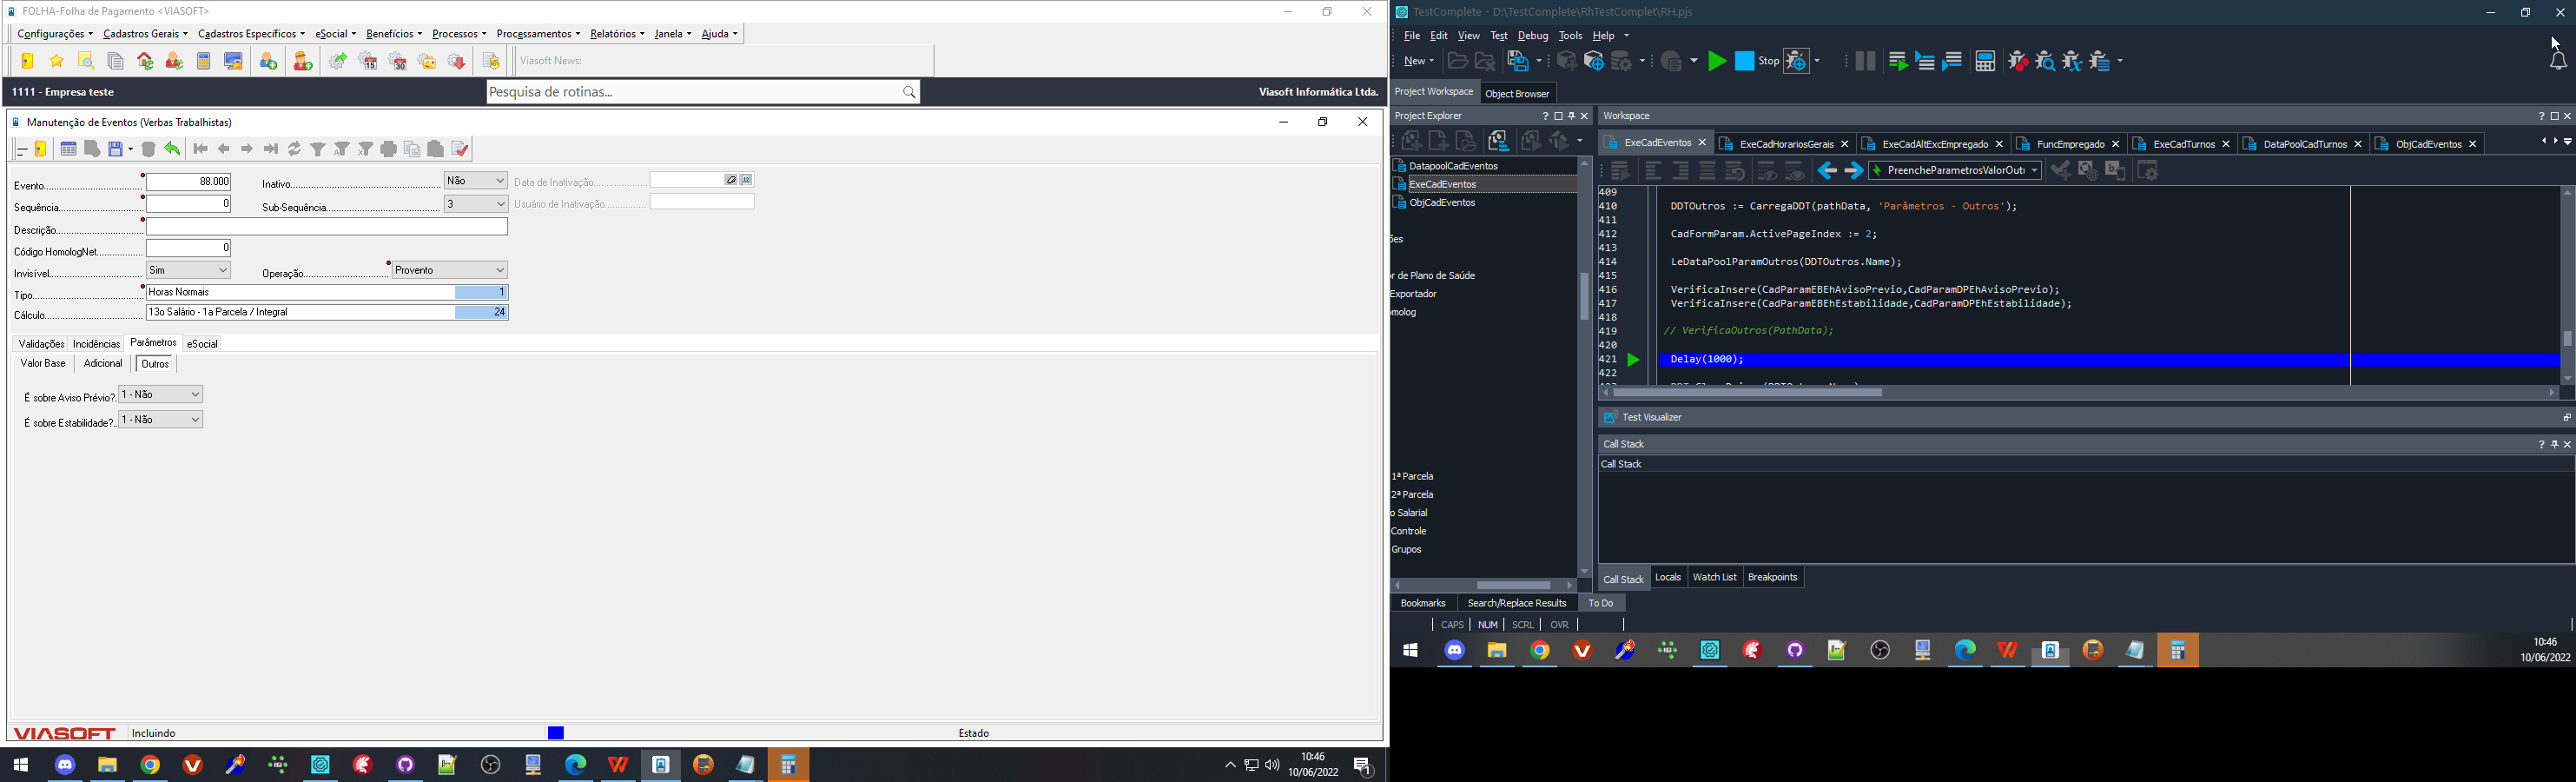 FOLHA-Folha de Pagamento <VIASOFT>
Configurações Cadastros Gerais Cadastros Específicos eSocial Benefícios Processos Processamentos Relatórios Janela Ajuda
15 30 Viasoft News:
1111 - Empresa teste Pesquisa de rotinas... Viasoft Informática Ltda.
Manutenção de Eventos (Verbas Trabalhistas)
Evento 88.000 Inativo Não Data de Inativação
Sequência 0 Sub-Sequência 3 Usuário de Inativação
Descrição
Código HomologNet 0
Invisível Sim Operação Provento
Tipo Horas Normais 1
Cálculo 13o Salário - 1a Parcela / Integral 24
Validações Incidências Parâmetros eSocial
Valor Base Adicional Outros
É sobre Aviso Prévio?. 1 - Não
É sobre Estabilidade?.. 1 - Não
VIASOFT Incluindo Estado
10:46
10/06/2022
1
TestComplete - D:\TestComplete\RhTestComplet\RH.pjs
File Edit View Test Debug Tools Help
New Stop
Project Workspace Object Browser
Project Explorer
DatapoolCadEventos
ExeCadEventos
ObjCadEventos
ões
or de Plano de Saúde
Exportador
omolog
1ª Parcela
2ª Parcela
o Salarial
Controle
Grupos
Workspace
ExeCadEventos ExeCadHorariosGerais ExeCadAltExcEmpregado FuncEmpregado ExeCadTurnos DataPoolCadTurnos ObjCadEventos
PreencheParametrosValorOut
409
410 DDTOutros := CarregaDDT(pathData, 'Parâmetros - Outros');
411
412 CadFormParam.ActivePageIndex := 2;
413
414 LeDataPoolParamOutros(DDTOutros.Name);
415
416 VerificaInsere(CadParamEBEhAvisoPrevio,CadParamDPEhAvisoPrevio);
417 VerificaInsere(CadParamEBEhEstabilidade,CadParamDPEhEstabilidade);
418
419 // VerificaOutros(PathData);
420
421 Delay(1000);
422
Test Visualizer
Call Stack
Call Stack
Call Stack Locals Watch List Breakpoints
Bookmarks Search/Replace Results To Do
CAPS NUM SCRL OVR
10:46
10/06/2022